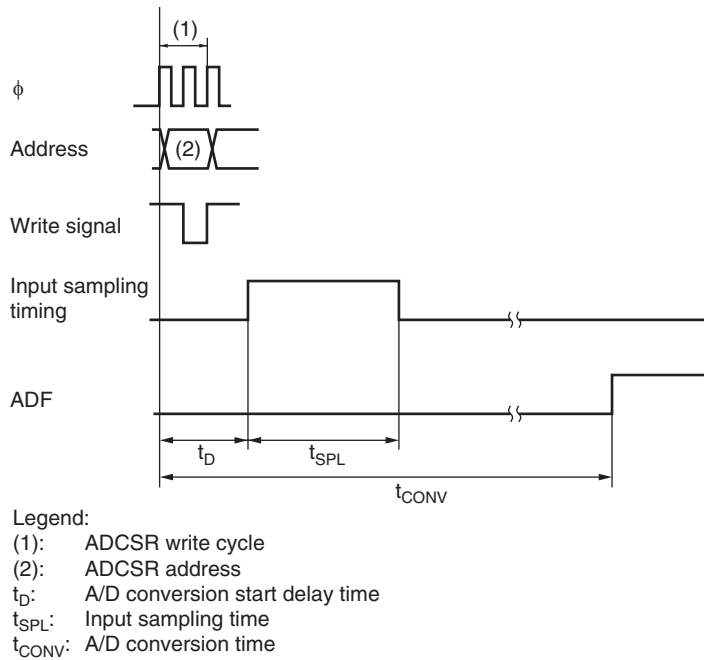 (1)
ϕ
Address
(2)
Write signal
Input sampling
timing
ADF
tD
tSPL
tCONV
Legend:
(1): ADCSR write cycle
(2): ADCSR address
tD: A/D conversion start delay time
tSPL: Input sampling time
tCONV: A/D conversion time